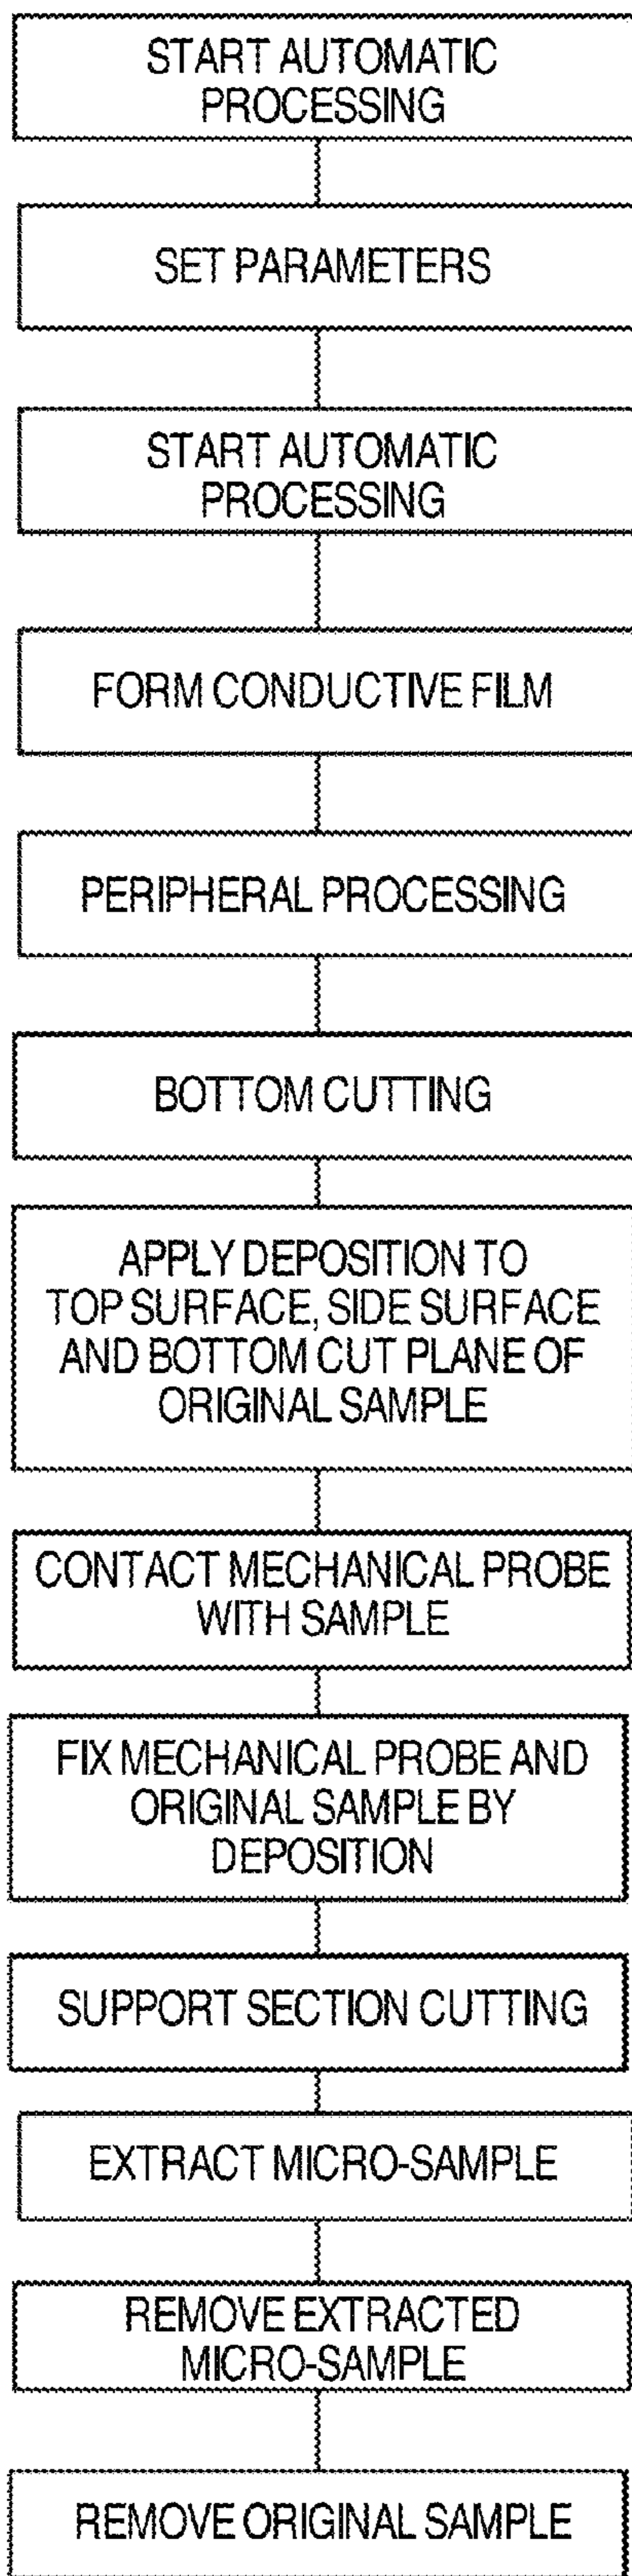 START AUTOMATIC
PROCESSING
SET PARAMETERS
START AUTOMATIC
PROCESSING
FORM CONDUCTIVE FILM
PERIPHERAL PROCESSING
BOTTOM CUTTING
APPLY DEPOSITION TO
TOP SURFACE, SIDE SURFACE
AND BOTTOM CUT PLANE OF
ORIGINAL SAMPLE
CONTACT MECHANICAL PROBE
WITH SAMPLE
FIX MECHANICAL PROBE AND
ORIGINAL SAMPLE BY
DEPOSITION
SUPPORT SECTION CUTTING
EXTRACT MICRO-SAMPLE
REMOVE EXTRACTED
MICRO-SAMPLE
REMOVE ORIGINAL SAMPLE